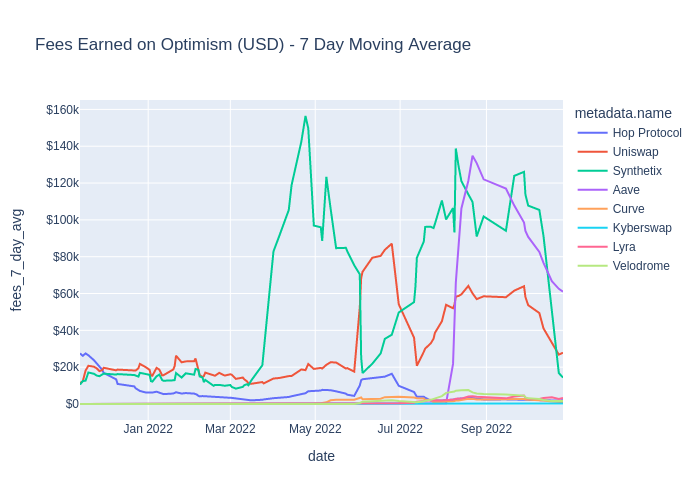 Fees Earned on Optimism (USD) - 7 Day Moving Average
metadata.name
Hop Protocol
Uniswap
Synthetix
Aave
Curve
Kyberswap
Lyra
Velodrome
fees_7_day_avg
$160k
$140k
$120k
$100k
$80k
$60k
$40k
$20k
$0
Jan 2022
Mar 2022
May 2022
Jul 2022
Sep 2022
date